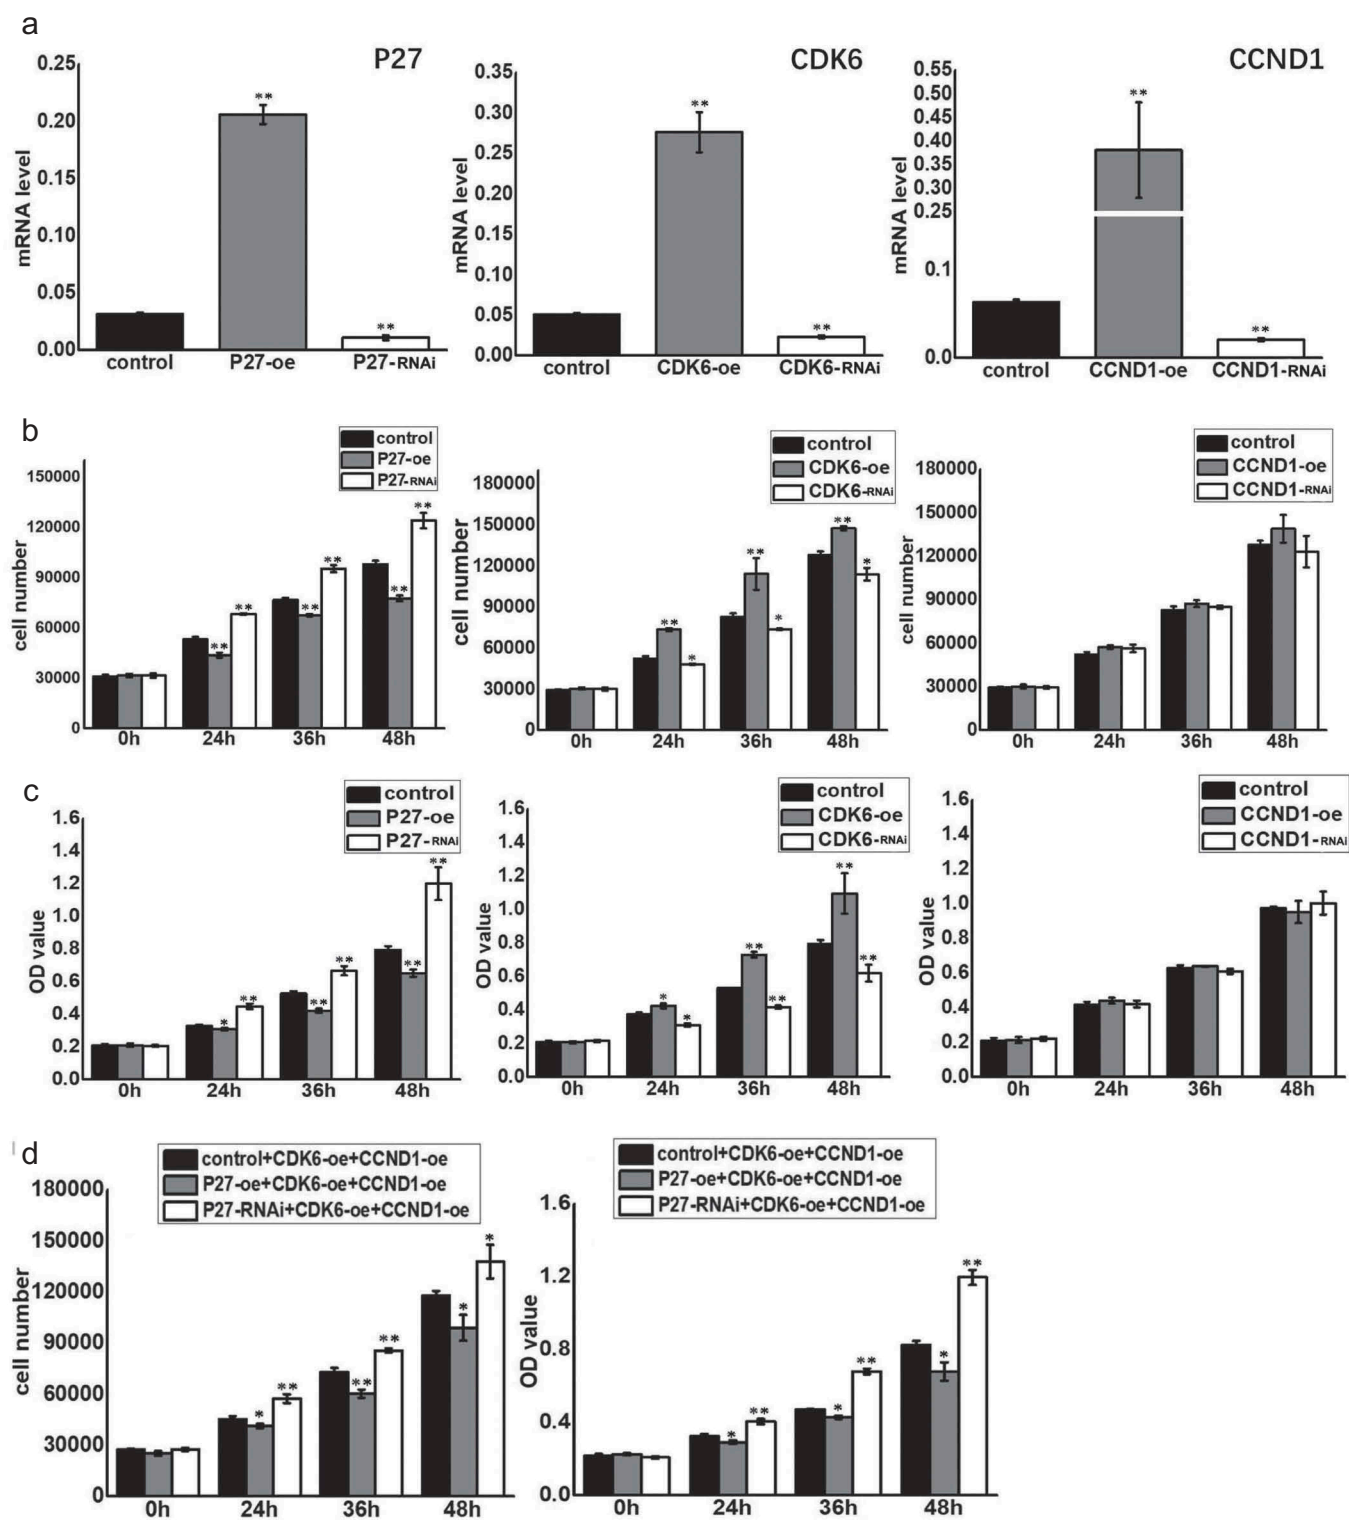 a
P27
CDK6
CCND1
0.25
0.20
0.15
0.10
0.05
0.00
mRNA level
**
**
control
P27-oe
P27-RNAi
0.35
0.30
0.25
0.20
0.15
0.10
0.05
0.00
mRNA level
**
**
control
CDK6-oe
CDK6-RNAi
0.55
0.50
0.45
0.40
0.35
0.30
0.25
0.1
0.0
mRNA level
**
**
control
CCND1-oe
CCND1-RNAi
b
control
P27-oe
P27-RNAi
150000
120000
90000
60000
30000
0
cell number
** **
** **
** **
0h 24h 36h 48h
control
CDK6-oe
CDK6-RNAi
180000
150000
120000
90000
60000
30000
0
cell number
** *
** *
** *
0h 24h 36h 48h
control
CCND1-oe
CCND1-RNAi
180000
150000
120000
90000
60000
30000
0
cell number
0h 24h 36h 48h
c
control
P27-oe
P27-RNAi
1.6
1.4
1.2
1.0
0.8
0.6
0.4
0.2
0.0
OD value
* **
** **
** **
0h 24h 36h 48h
control
CDK6-oe
CDK6-RNAi
1.6
1.4
1.2
1.0
0.8
0.6
0.4
0.2
0.0
OD value
* *
** **
** **
0h 24h 36h 48h
control
CCND1-oe
CCND1-RNAi
1.6
1.4
1.2
1.0
0.8
0.6
0.4
0.2
0.0
OD value
0h 24h 36h 48h
d
control+CDK6-oe+CCND1-oe
P27-oe+CDK6-oe+CCND1-oe
P27-RNAi+CDK6-oe+CCND1-oe
180000
150000
120000
90000
60000
30000
0
cell number
* **
** **
* *
0h 24h 36h 48h
control+CDK6-oe+CCND1-oe
P27-oe+CDK6-oe+CCND1-oe
P27-RNAi+CDK6-oe+CCND1-oe
1.6
1.2
0.8
0.4
0.0
OD value
* **
* **
* **
0h 24h 36h 48h